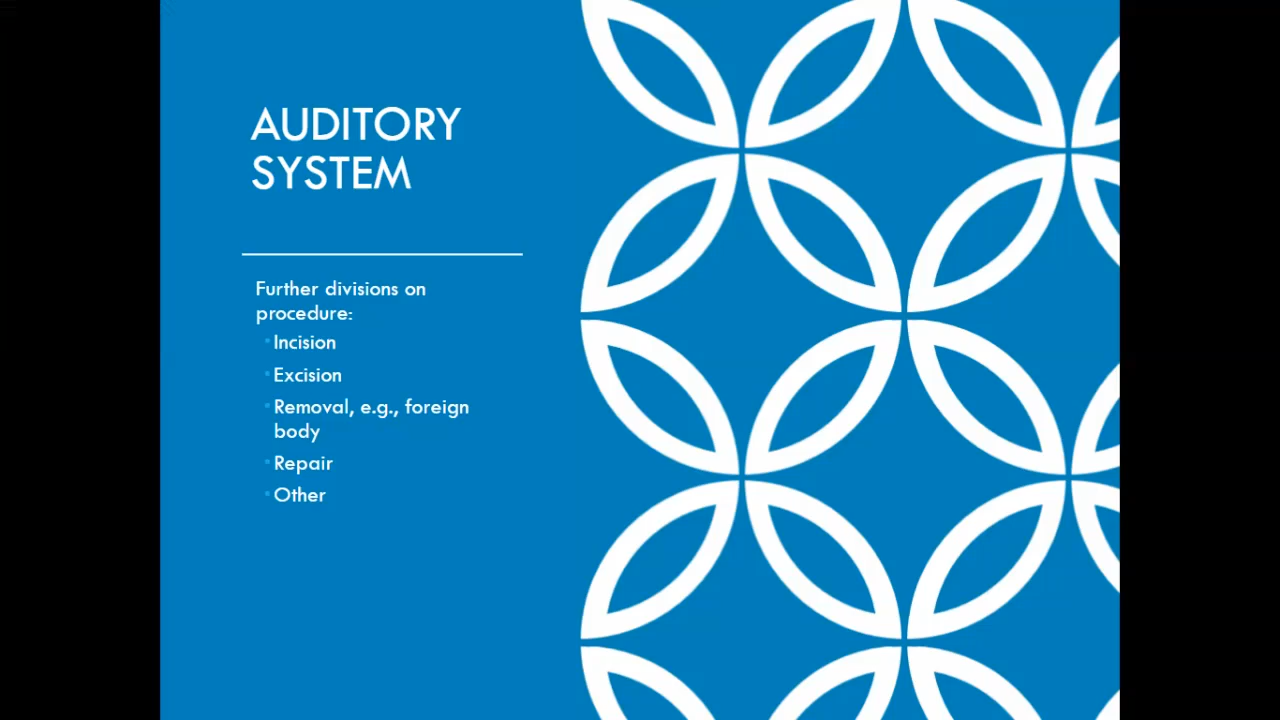 AUDITORY
SYSTEM
Further divisions on
procedure:
Incision
Excision
Removal, e.g., foreign
body
Repair
Other